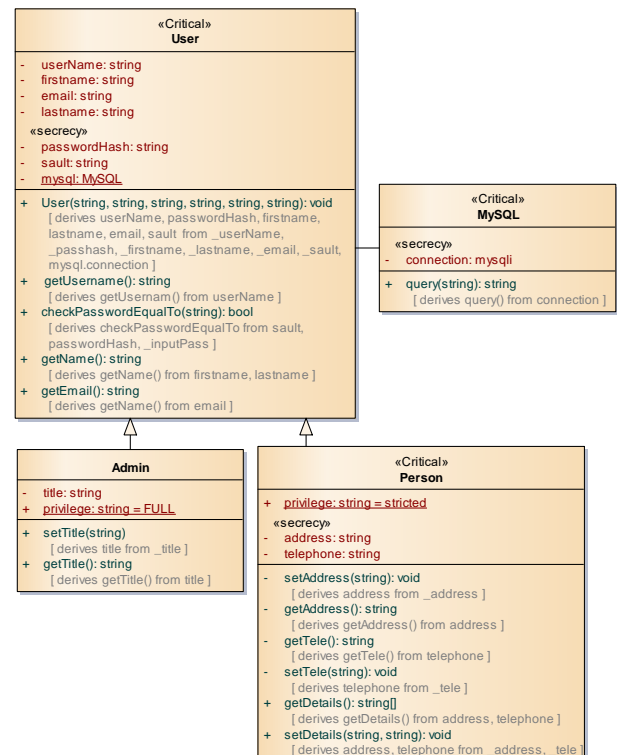 «Critical»
User
- userName: string
- firstname: string
- email: string
- lastname: string
«secrecy»
- passwordHash: string
- sault: string
- mysql: MySQL
+ User(string, string, string, string, string, string): void
[ derives userName, passwordHash, firstname,
lastname, email, sault from _userName,
_passhash, _firstname, _lastname, _email, _sault,
mysql.connection ]
+ getUsername(): string
[ derives getUsernam() from userName ]
+ checkPasswordEqualTo(string): bool
[ derives checkPasswordEqualTo from sault,
passwordHash, _inputPass ]
+ getName(): string
[ derives getName() from firstname, lastname ]
+ getEmail(): string
[ derives getName() from email ]
«Critical»
MySQL
«secrecy»
- connection: mysqli
+ query(string): string
[ derives query() from connection ]
Admin
- title: string
+ privilege: string = FULL
+ setTitle(string)
[ derives title from _title ]
+ getTitle(): string
[ derives getTitle() from title ]
«Critical»
Person
+ privilege: string = stricted
«secrecy»
- address: string
- telephone: string
- setAddress(string): void
[ derives address from _address ]
- getAddress(): string
[ derives getAddress() from address ]
- getTele(): string
[ derives getTele() from telephone ]
- setTele(string): void
[ derives telephone from _tele ]
+ getDetails(): string[]
[ derives getDetails() from address, telephone ]
+ setDetails(string, string): void
[ derives address, telephone from _address, _tele ]